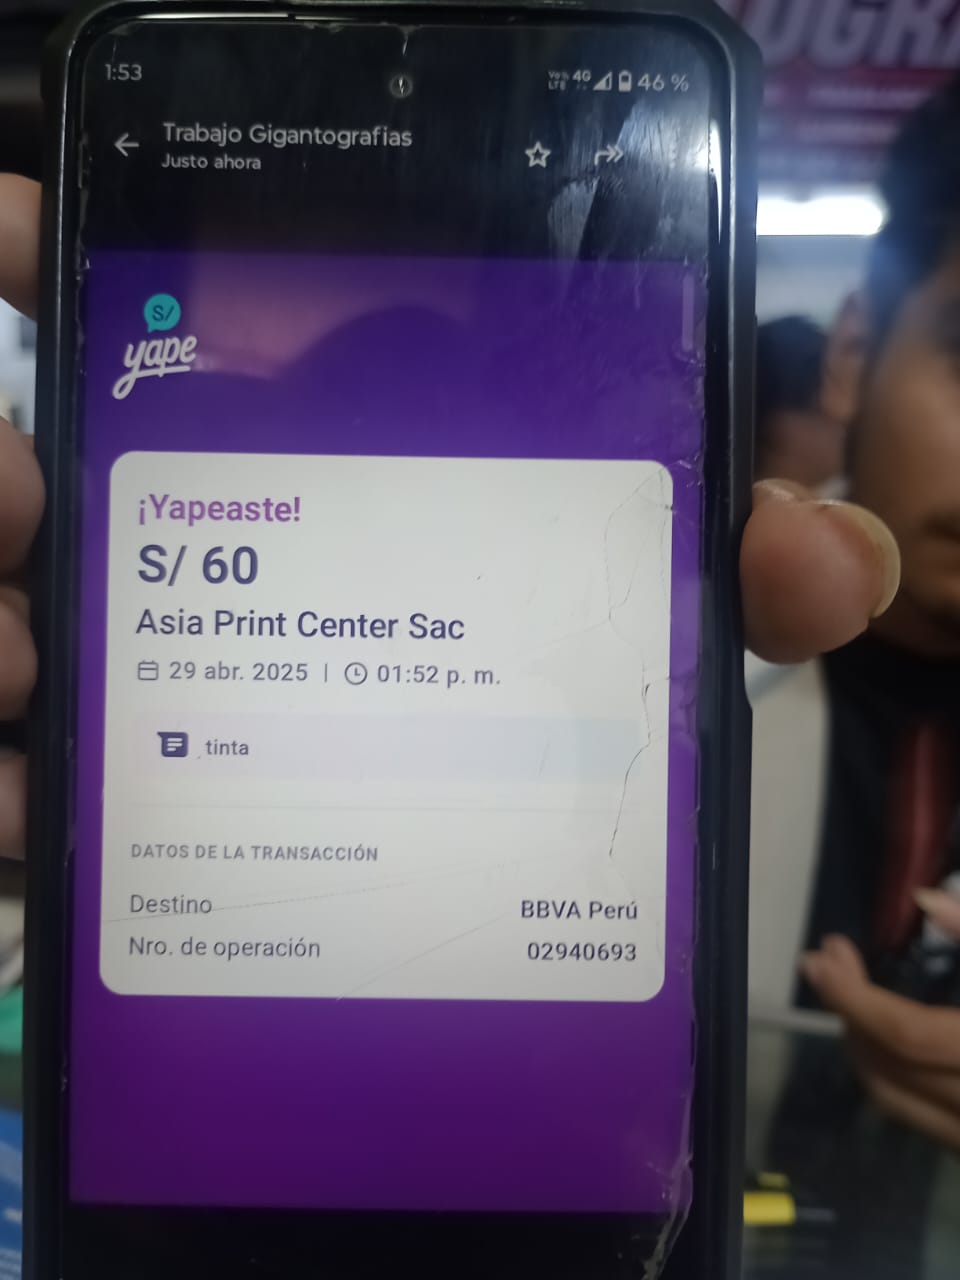 1:53
46 %
4G
Trabajo Gigantografias
Justo ahora
S/
yape
¡Yapeaste!
S/ 60
Asia Print Center Sac
29 abr. 2025 | 01:52 p. m.
tinta
DATOS DE LA TRANSACCIÓN
Destino BBVA Perú
Nro. de operación 02940693